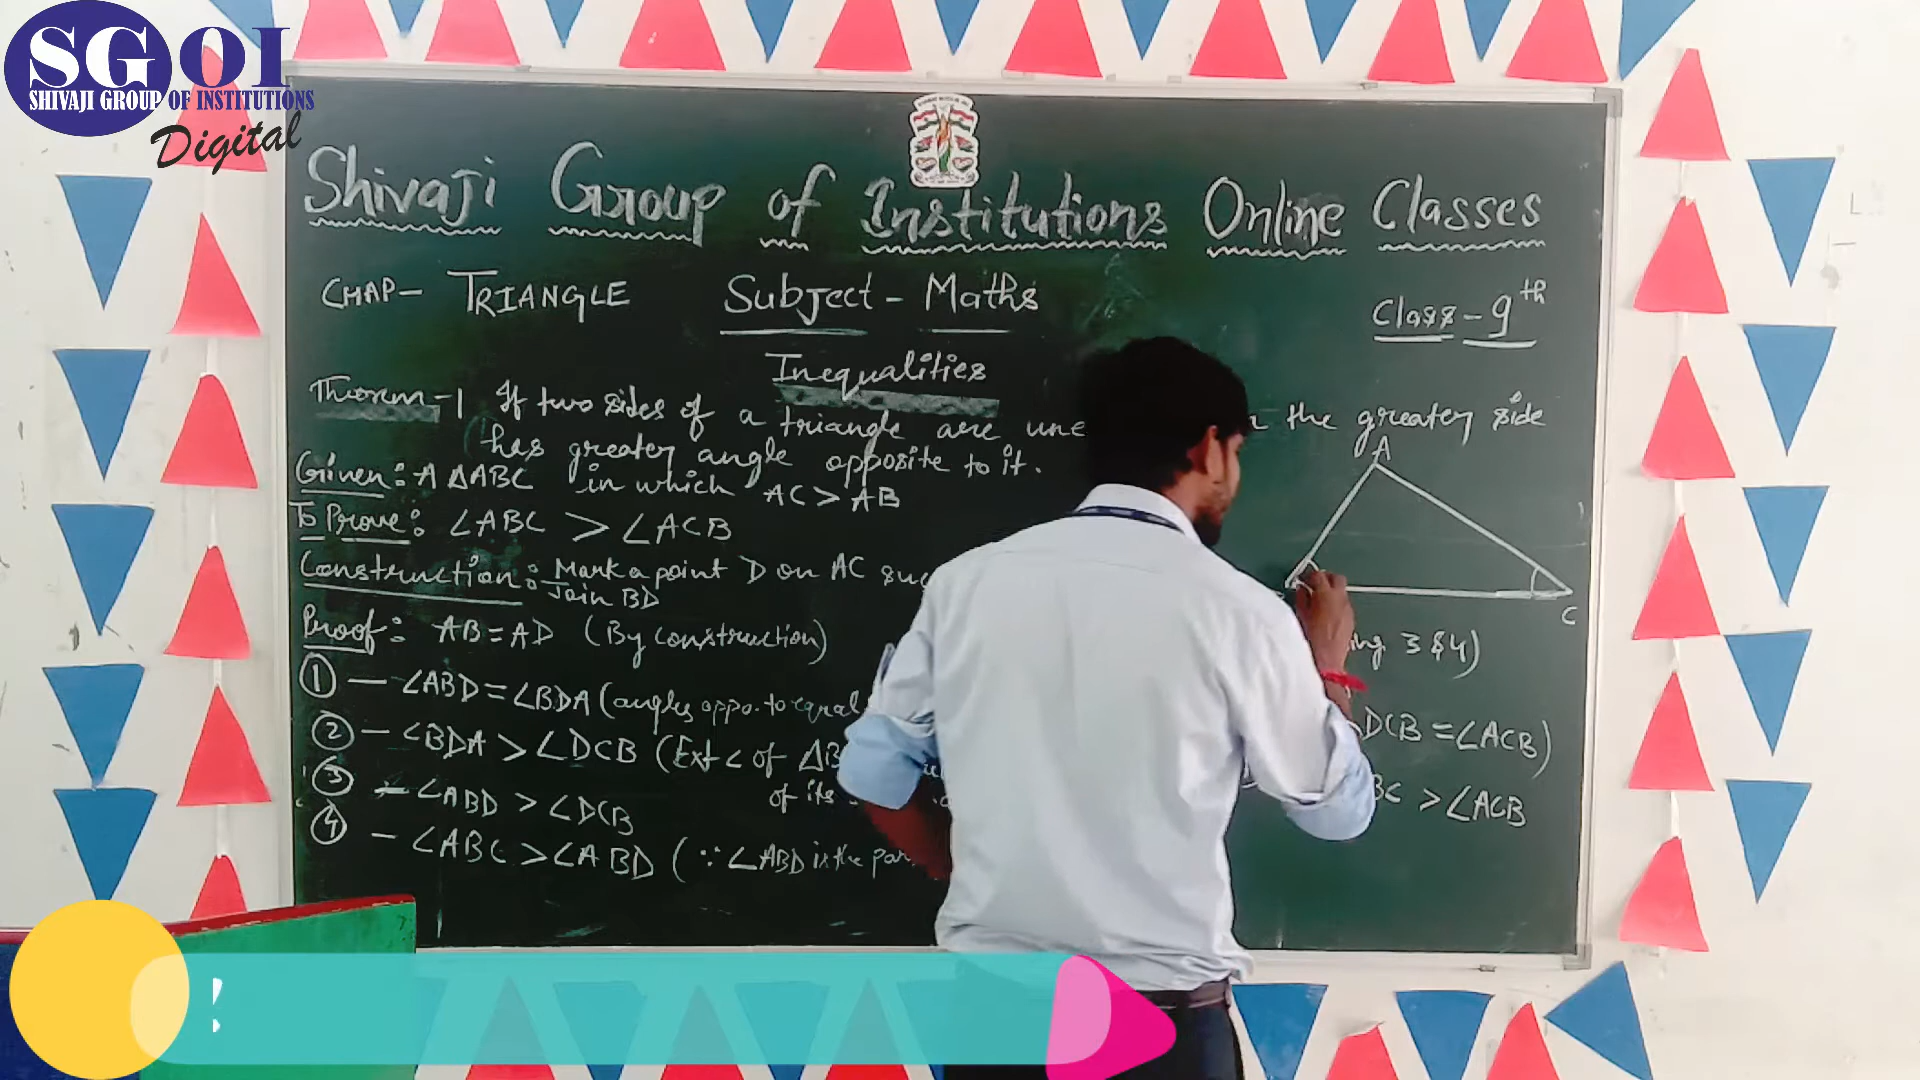 SGOI
SHIVAJI GROUP OF INSTITUTIONS
Digital
Shivaji Group of Institutions Online Classes
CHAP- TRIANGLE Subject - Maths Class - 9th
Inequalities
Theorem-1 If two sides of a triangle are une the greater side
has greater angle opposite to it.
Given: A ΔABC in which AC > AB
To Prove: ∠ABC > ∠ACB
Construction: Mark a point D on AC suc
Join BD
Proof: AB = AD (By construction)
① - ∠ABD = ∠BDA (angles oppo. to equal
② - ∠BDA > ∠DCB (Ext ∠ of ΔB
of its
③ - ∠ABD > ∠DCB
④ - ∠ABC > ∠ABD (∵ ∠ABD is the par
A
C
ing 3 & 4)
DCB = ∠ACB)
BC > ∠ACB
!